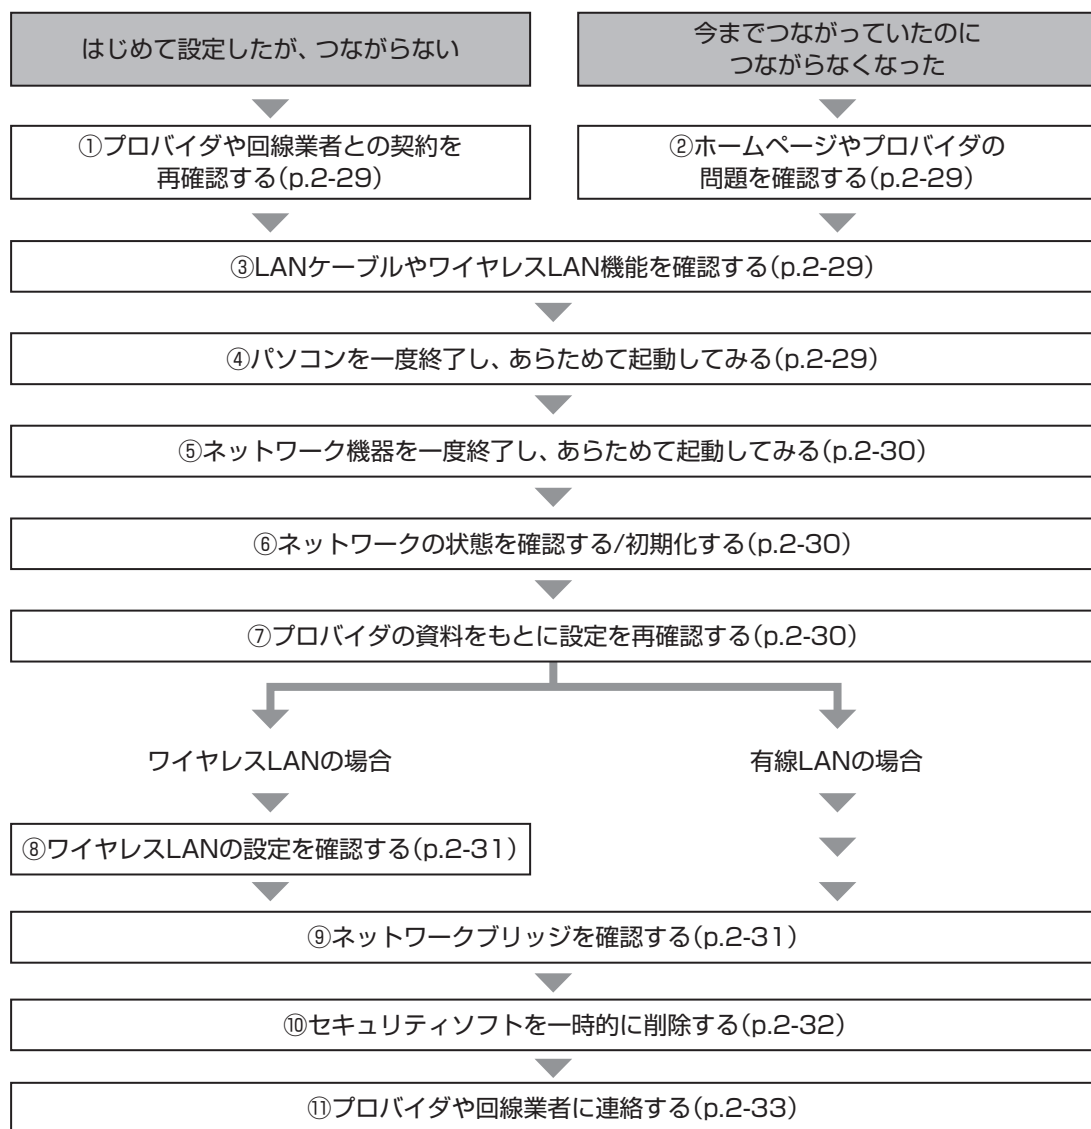 はじめて設定したが、つながらない
今までつながっていたのに
つながらなくなった
①プロバイダや回線業者との契約を
再確認する(p.2-29)
②ホームページやプロバイダの
問題を確認する(p.2-29)
③LANケーブルやワイヤレスLAN機能を確認する(p.2-29)
④パソコンを一度終了し、あらためて起動してみる(p.2-29)
⑤ネットワーク機器を一度終了し、あらためて起動してみる(p.2-30)
⑥ネットワークの状態を確認する/初期化する(p.2-30)
⑦プロバイダの資料をもとに設定を再確認する(p.2-30)
ワイヤレスLANの場合
有線LANの場合
⑧ワイヤレスLANの設定を確認する(p.2-31)
⑨ネットワークブリッジを確認する(p.2-31)
⑩セキュリティソフトを一時的に削除する(p.2-32)
⑪プロバイダや回線業者に連絡する(p.2-33)